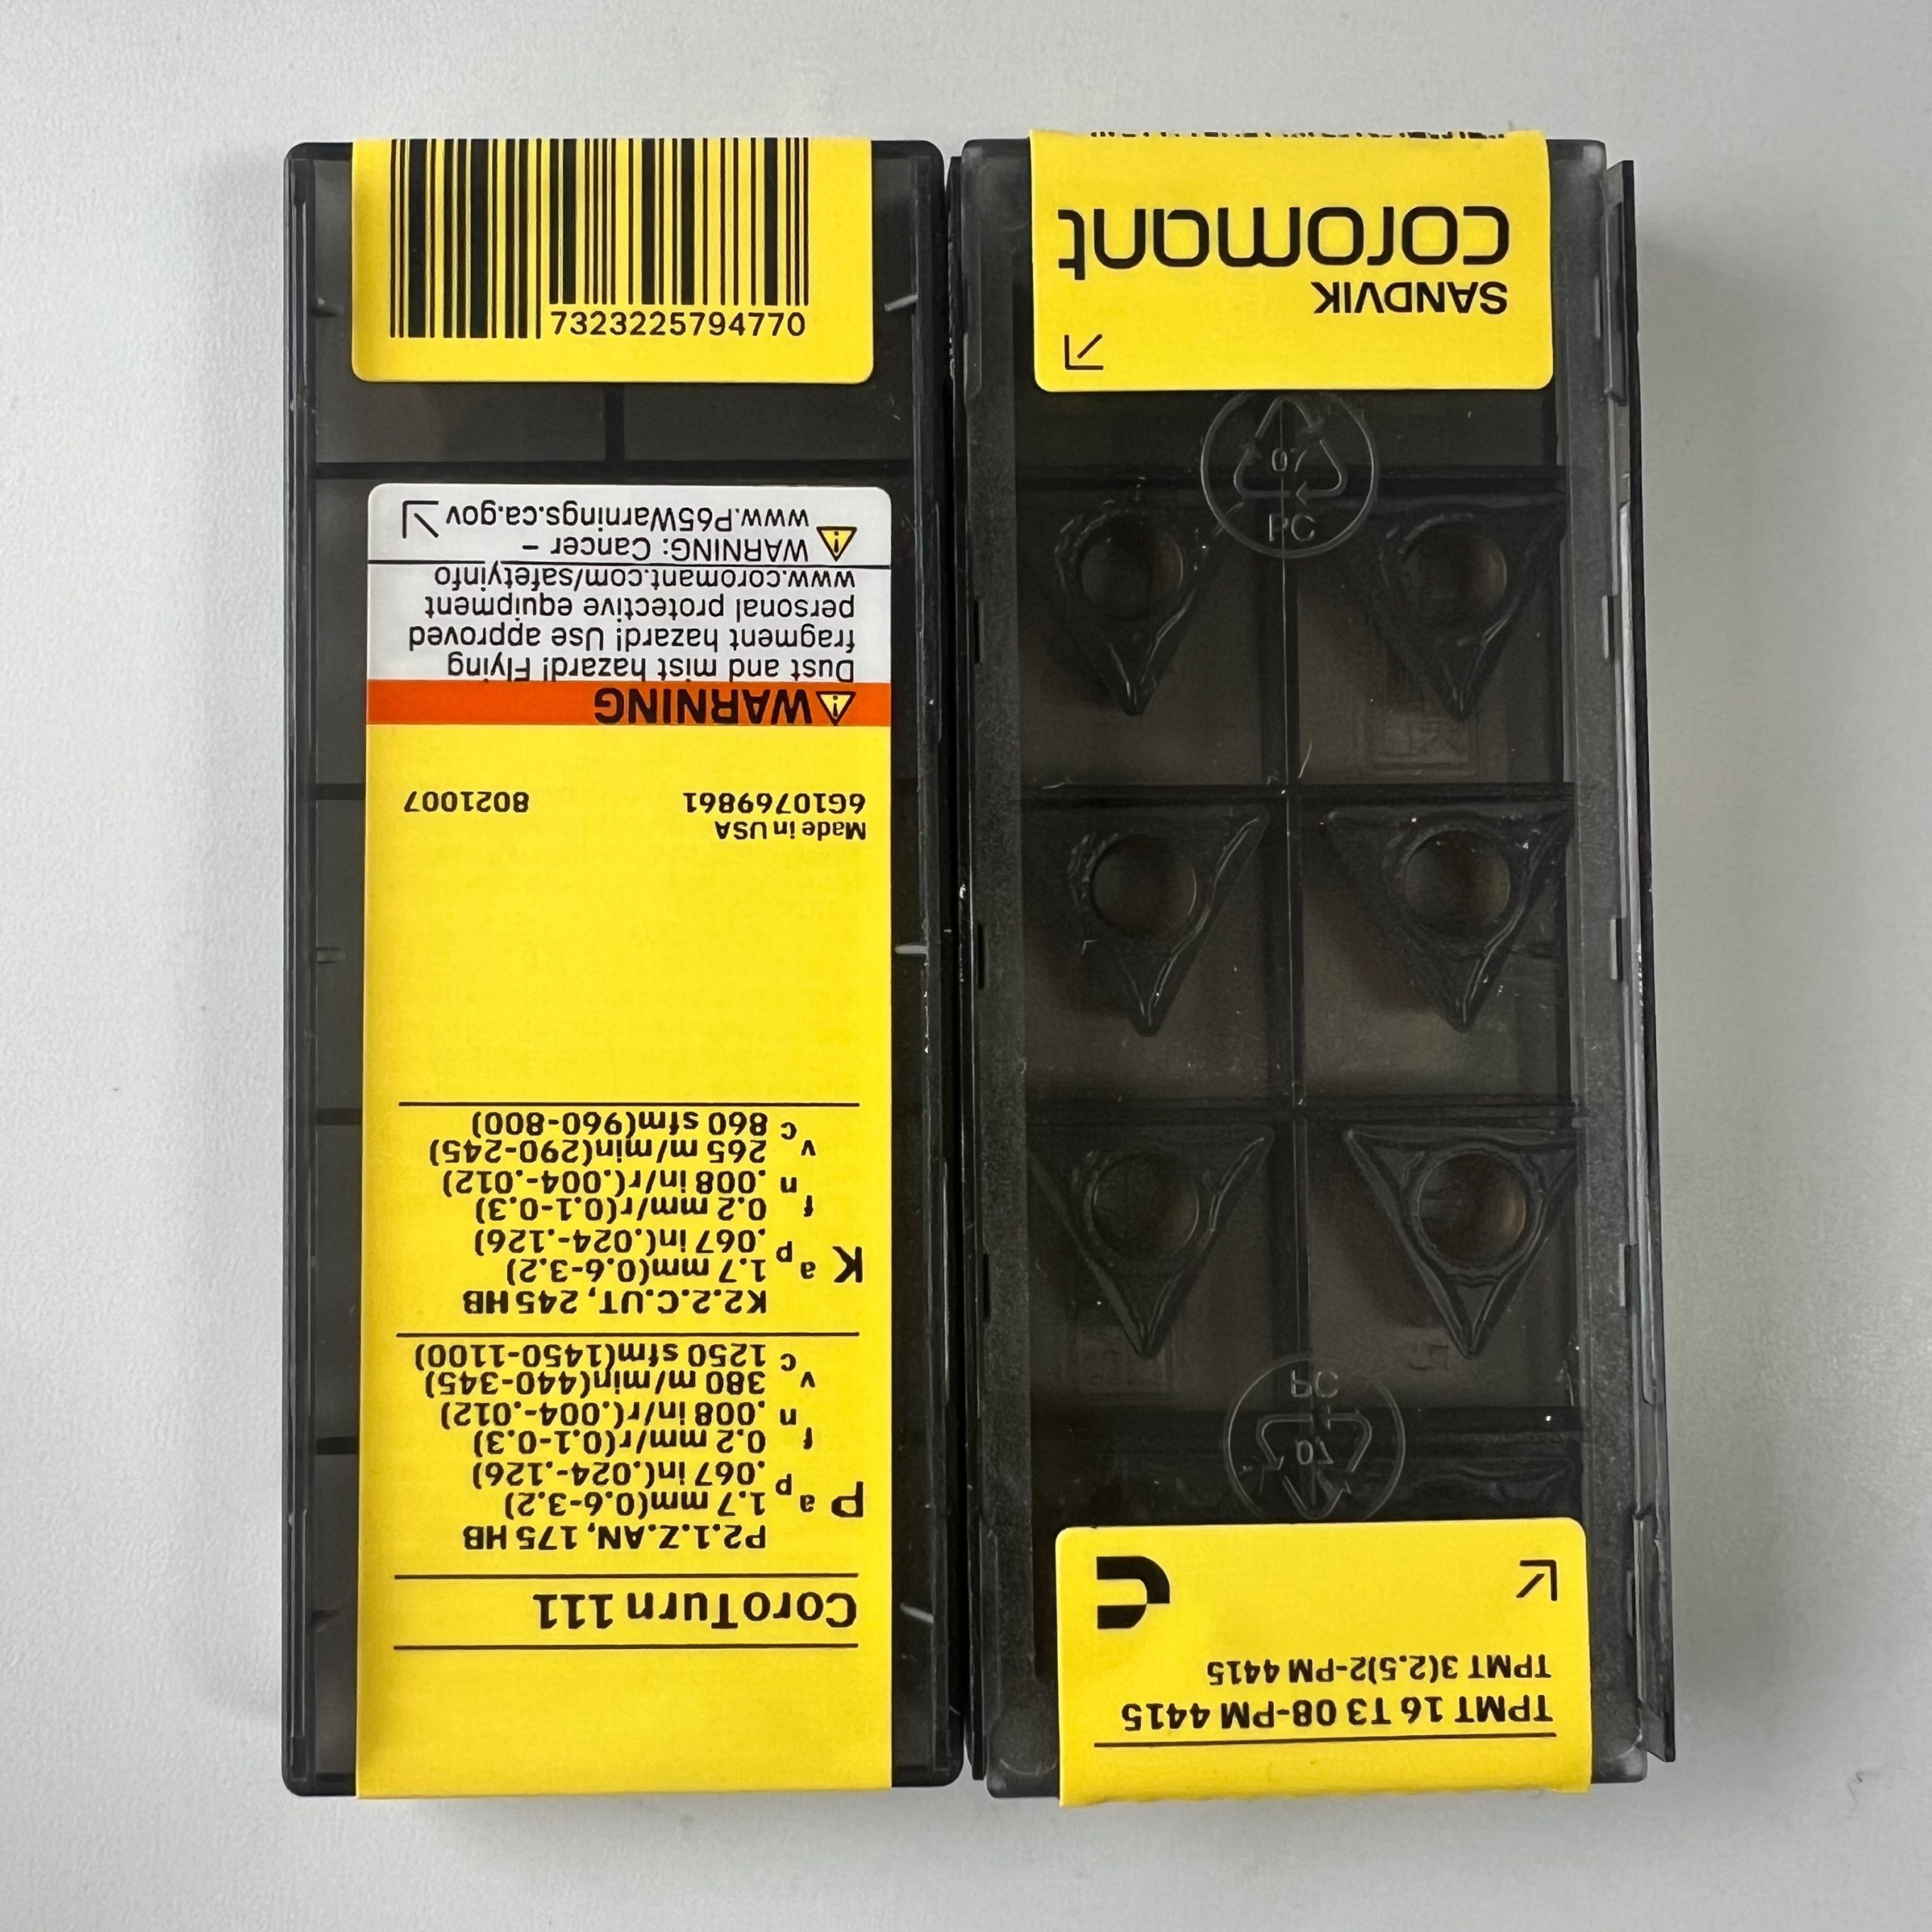 7323225794770
CoroTurn 111
P2.1.Z.AN, 175 HB
P ap 1.7 mm(0.6-3.2)
.067 in(.024-.126)
fn 0.2 mm/r(0.1-0.3)
.008 in/r(.004-.012)
vc 380 m/min(440-345)
1250 sfm(1450-1100)
K2.2.C.UT, 245 HB
K ap 1.7 mm(0.6-3.2)
.067 in(.024-.126)
fn 0.2 mm/r(0.1-0.3)
.008 in/r(.004-.012)
vc 265 m/min(290-245)
860 sfm(960-800)
Made in USA
6G10769861 8021007
WARNING
Dust and mist hazard! Flying
fragment hazard! Use approved
personal protective equipment
www.coromant.com/safetyinfo
WARNING: Cancer –
www.P65Warnings.ca.gov
TPMT 16 T3 08-PM 4415
TPMT 3(2.5)2-PM 4415
07
PC
07
PC
SANDVIK
coromant